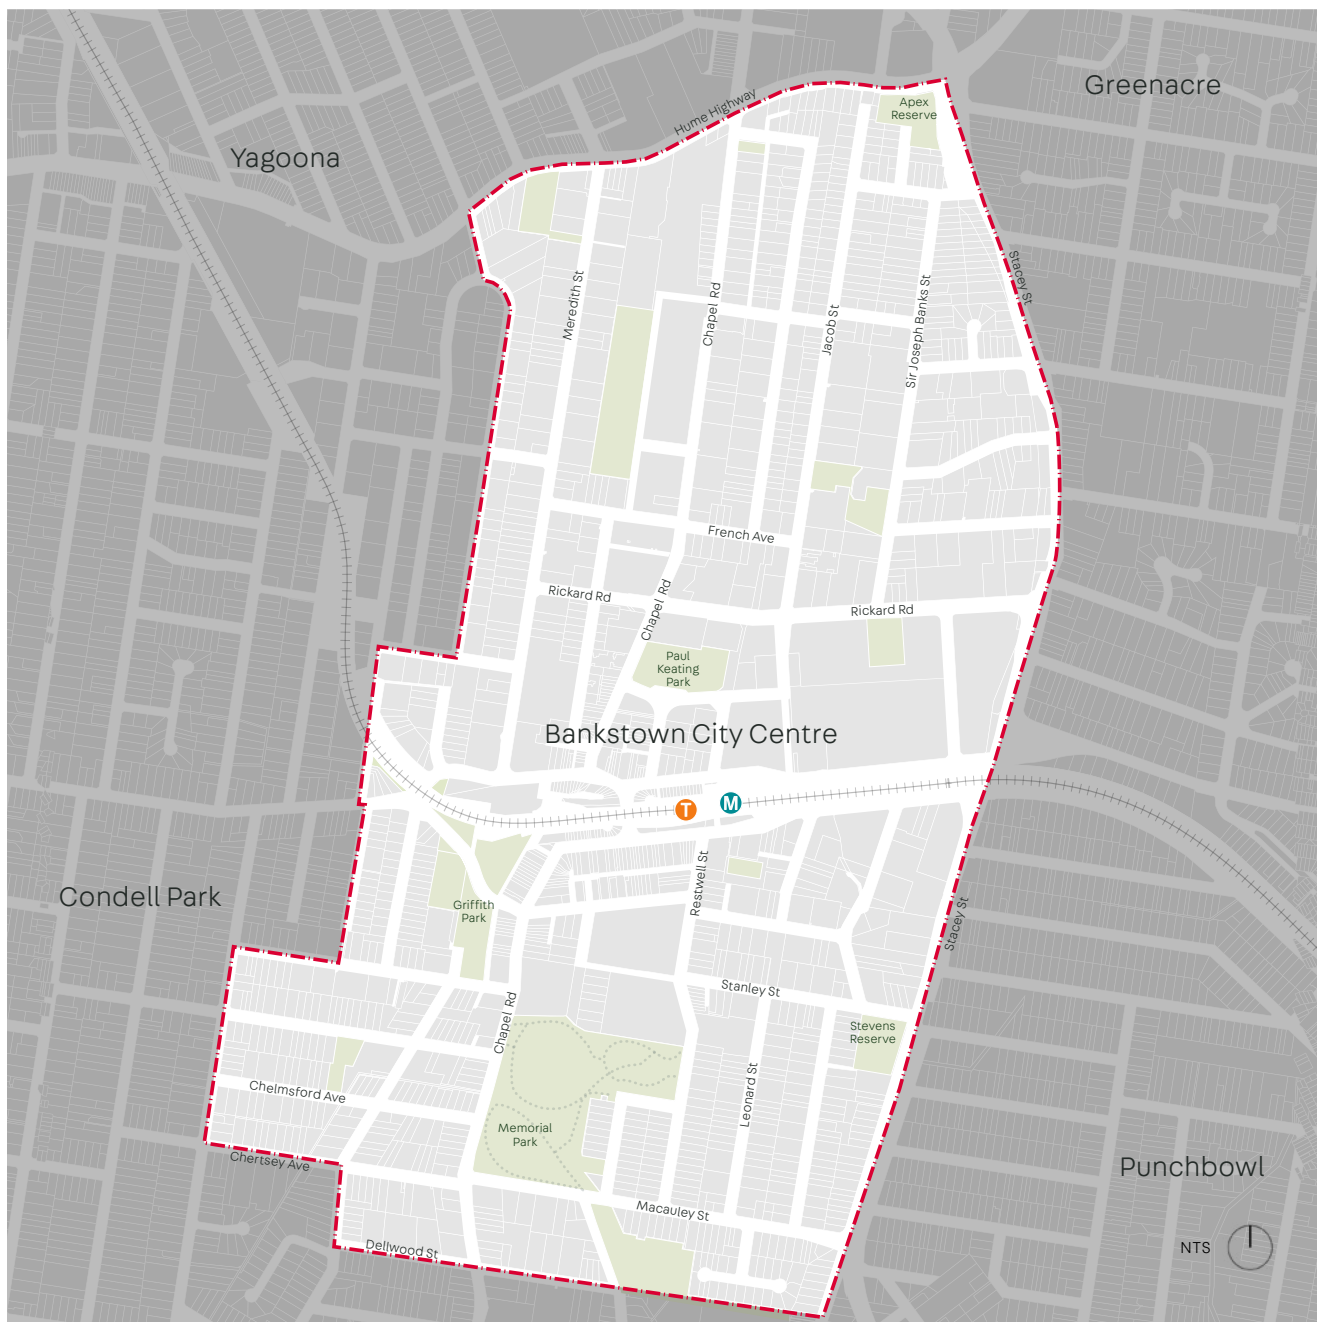 Greenacre
Apex
Reserve
Hume Highway
Yagoona
Stacey St
Meredith St
Chapel Rd
Jacob St
Sir Joseph Banks St
French Ave
Rickard Rd
Chapel Rd
Rickard Rd
Paul
Keating
Park
Bankstown City Centre
T
M
Condell Park
Restwell St
Griffith
Park
Stacey St
Stanley St
Chapel Rd
Stevens
Reserve
Leonard St
Chelmsford Ave
Memorial
Park
Chertsey Ave
Punchbowl
Macauley St
Dellwood St
NTS